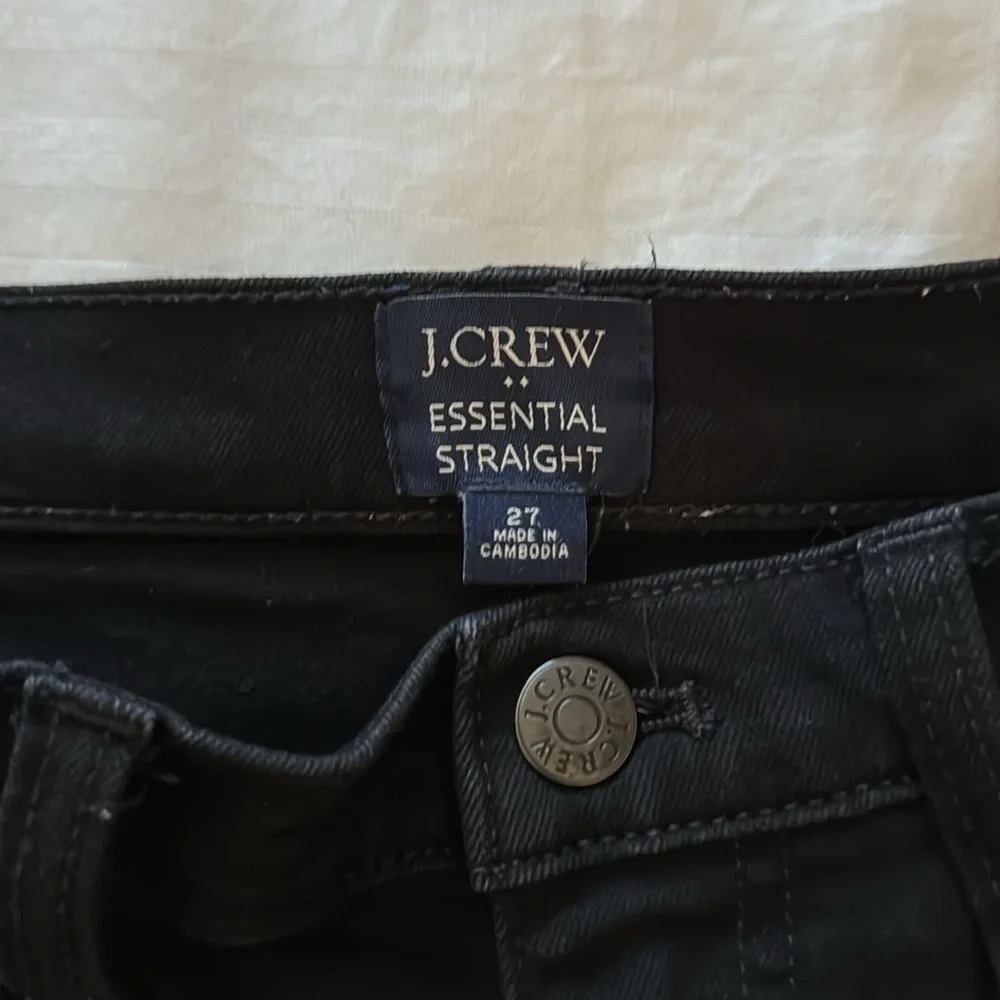 J.CREW
ESSENTIAL
STRAIGHT
27
MADE IN
CAMBODIA
J.CREW J.CREW